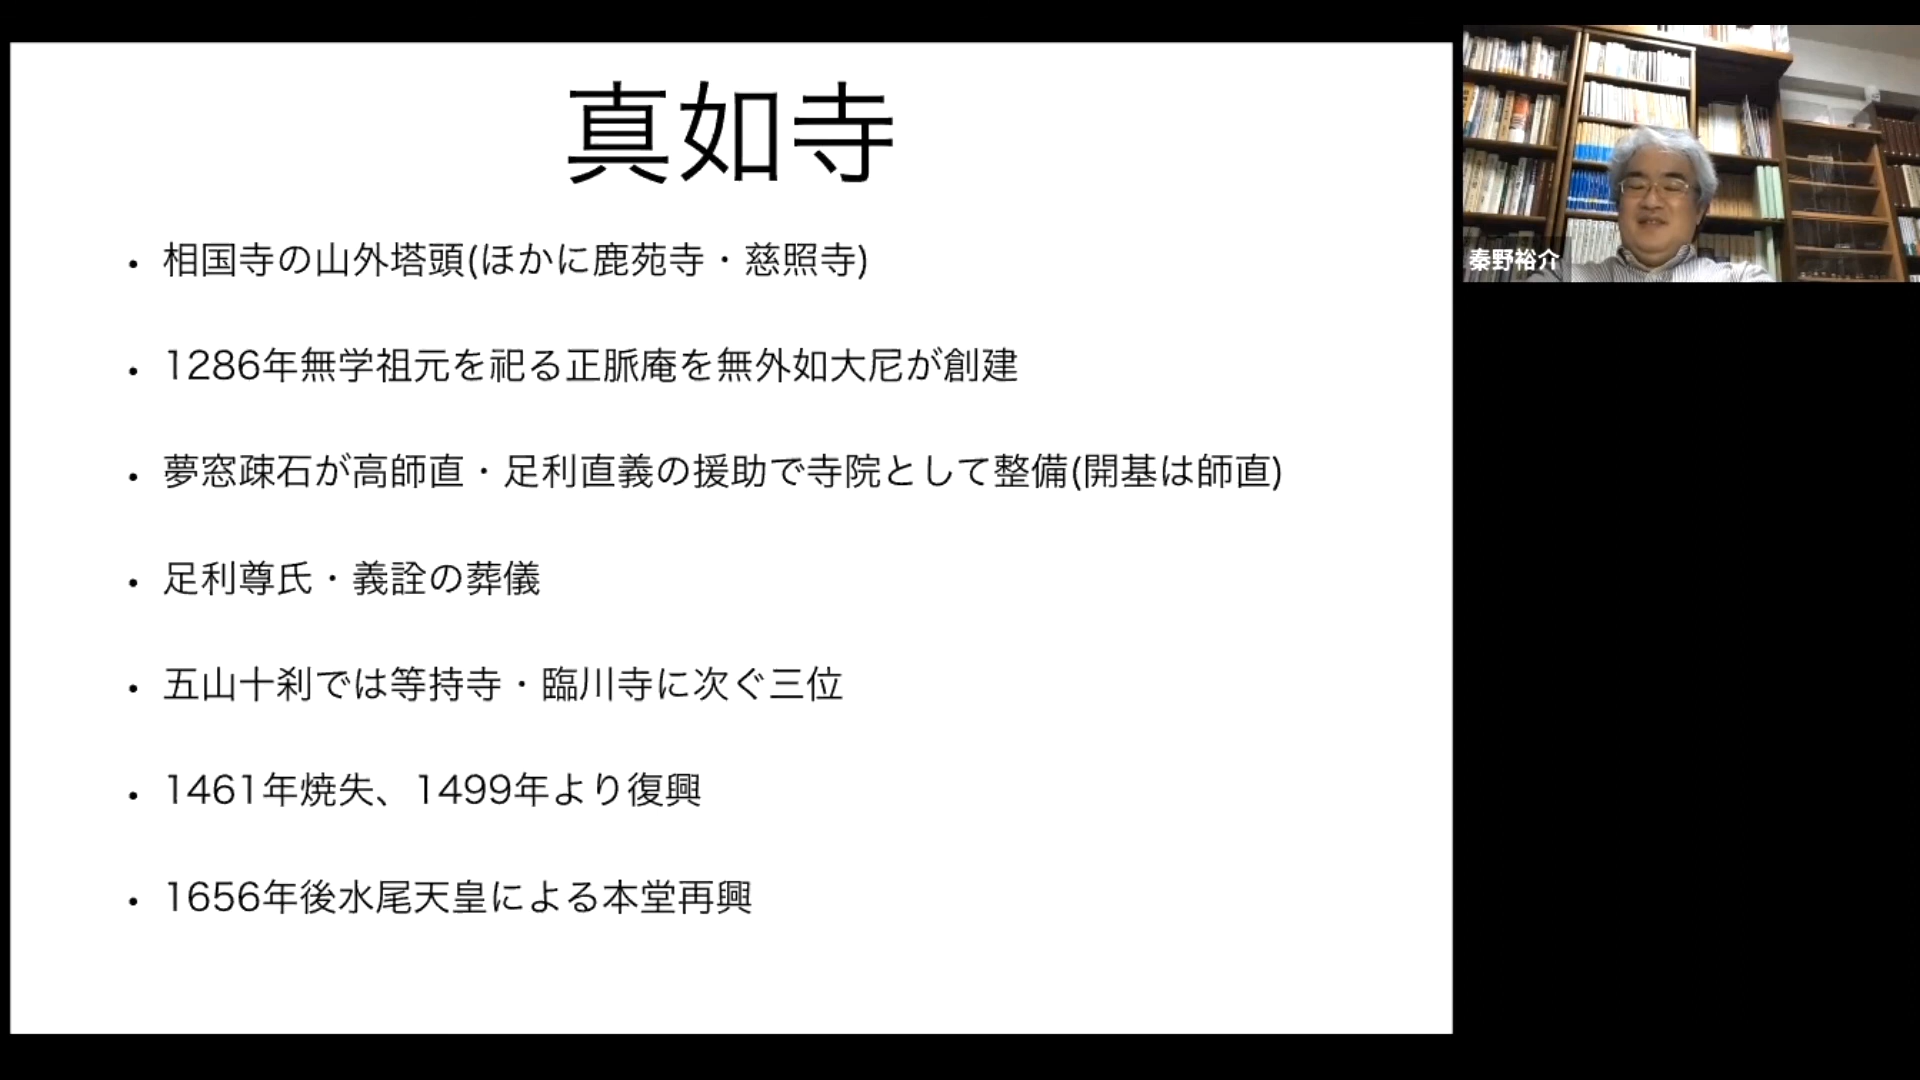 真如寺
・相国寺の山外塔頭(ほかに鹿苑寺・慈照寺)
・1286年無学祖元を祀る正脈庵を無外如大尼が創建
・夢窓疎石が高師直・足利直義の援助で寺院として整備(開基は師直)
・足利尊氏・義詮の葬儀
・五山十刹では等持寺・臨川寺に次ぐ三位
・1461年焼失、1499年より復興
・1656年後水尾天皇による本堂再興
秦野裕介